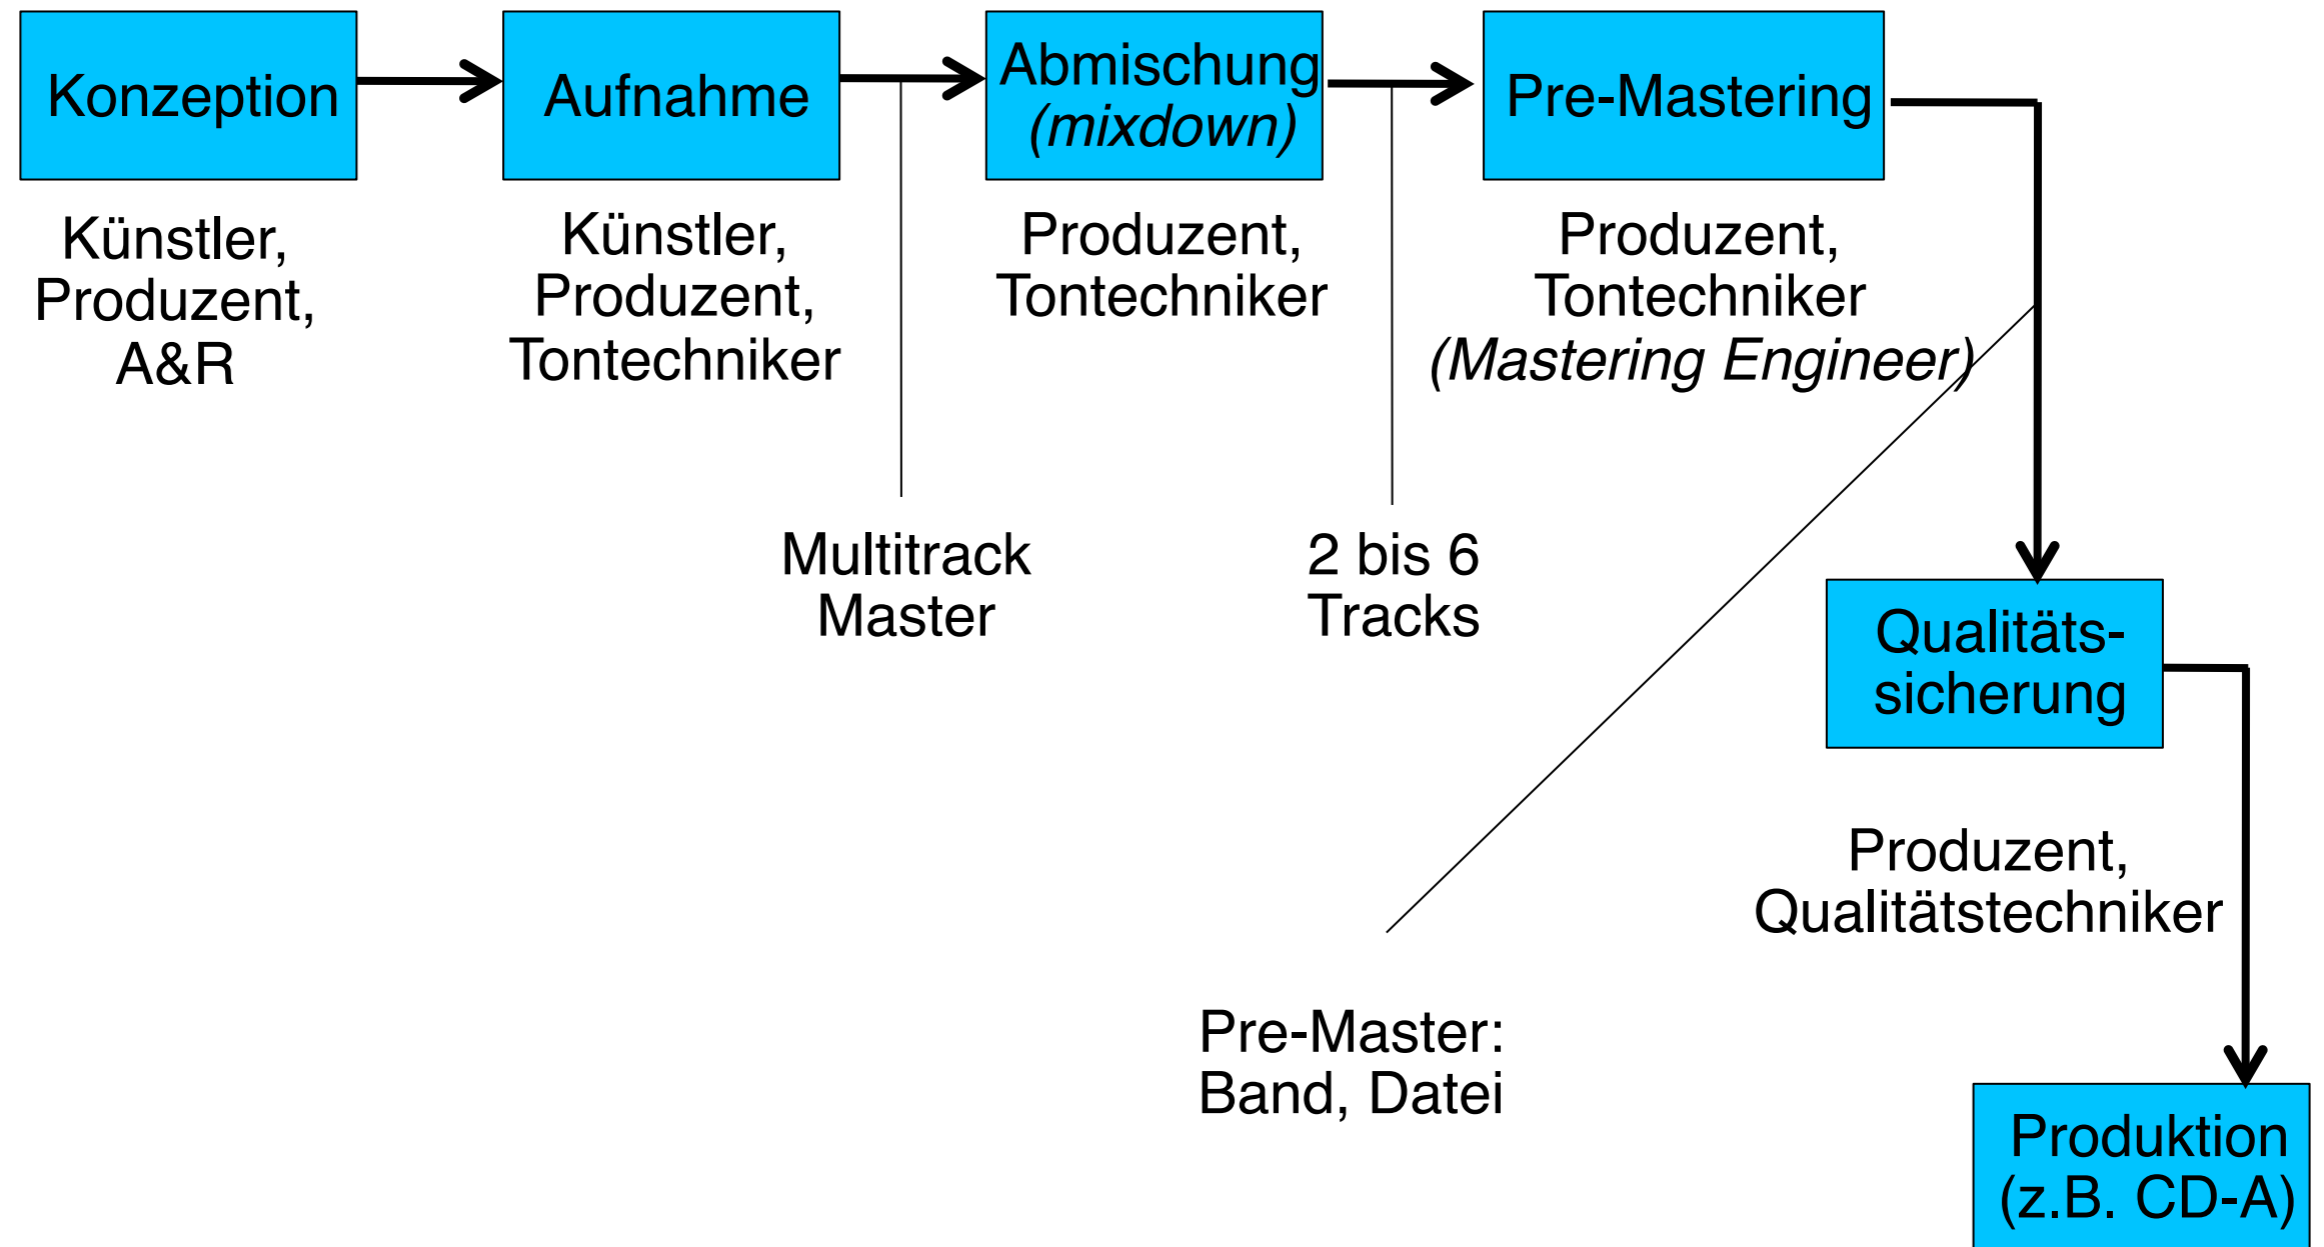 Konzeption
Künstler,
Produzent,
A&R
Aufnahme
Künstler,
Produzent,
Tontechniker
Multitrack
Master
Abmischung
(mixdown)
Produzent,
Tontechniker
2 bis 6
Tracks
Pre-Mastering
Produzent,
Tontechniker
(Mastering Engineer)
Pre-Master:
Band, Datei
Qualitäts-
sicherung
Produzent,
Qualitätstechniker
Produktion
(z.B. CD-A)